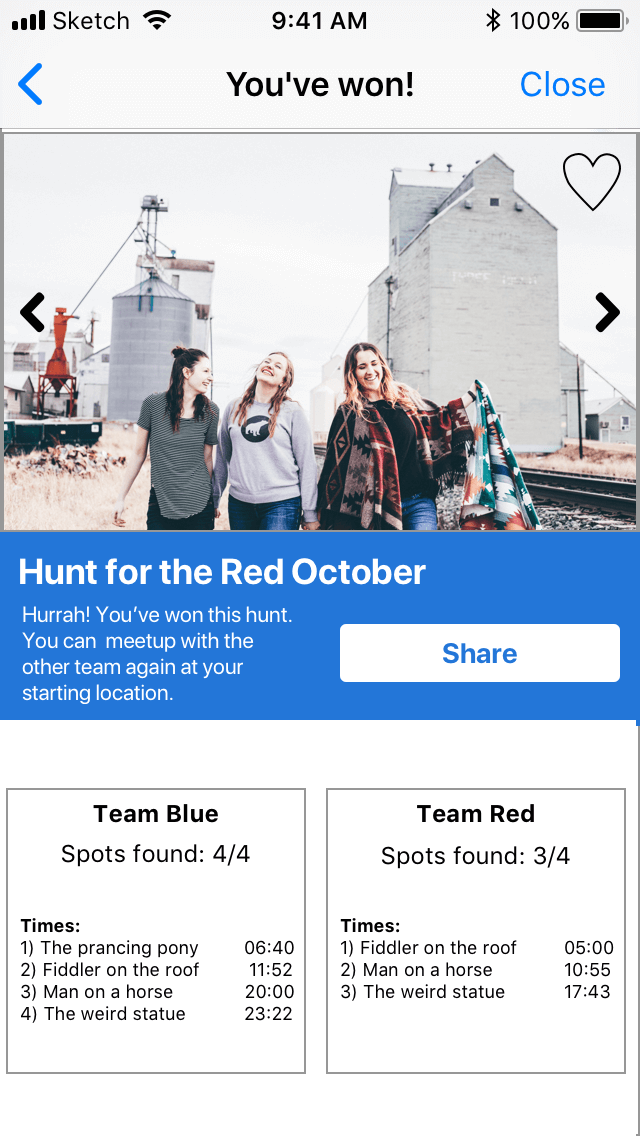 Sketch 9:41 AM 100%
You've won! Close
Hunt for the Red October
Hurrah! You’ve won this hunt.
You can  meetup with the
other team again at your
starting location.
Share
Team Blue
Spots found: 4/4
Times:
1) The prancing pony 06:40
2) Fiddler on the roof 11:52
3) Man on a horse 20:00
4) The weird statue 23:22
Team Red
Spots found: 3/4
Times:
1) Fiddler on the roof 05:00
2) Man on a horse 10:55
3) The weird statue 17:43